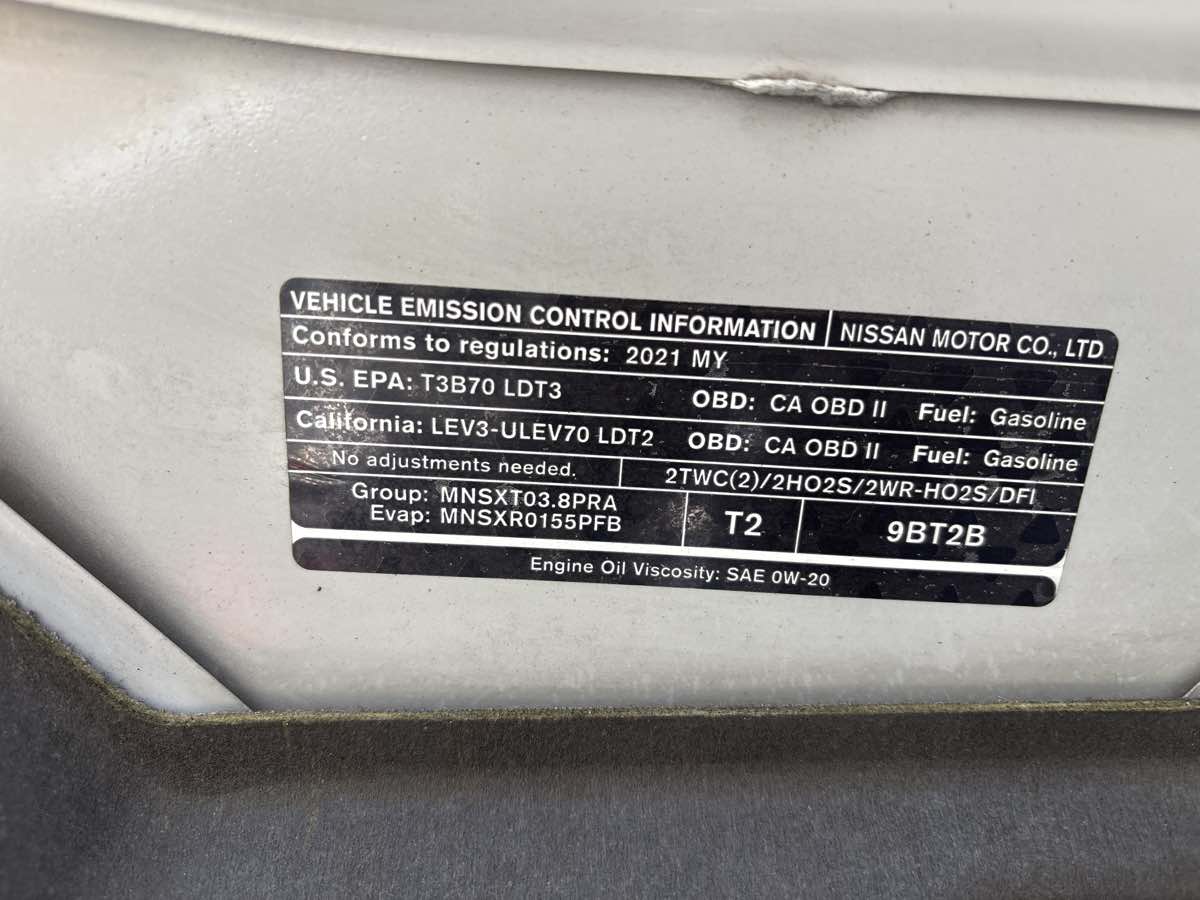 VEHICLE EMISSION CONTROL INFORMATION NISSAN MOTOR CO., LTD
Conforms to regulations: 2021 MY
U.S. EPA: T3B70 LDT3 OBD: CA OBD II Fuel: Gasoline
California: LEV3-ULEV70 LDT2 OBD: CA OBD II Fuel: Gasoline
No adjustments needed. 2TWC(2)/2HO2S/2WR-HO2S/DFI
Group: MNSXT03.8PRA
Evap: MNSXR0155PFB T2 9BT2B
Engine Oil Viscosity: SAE 0W-20